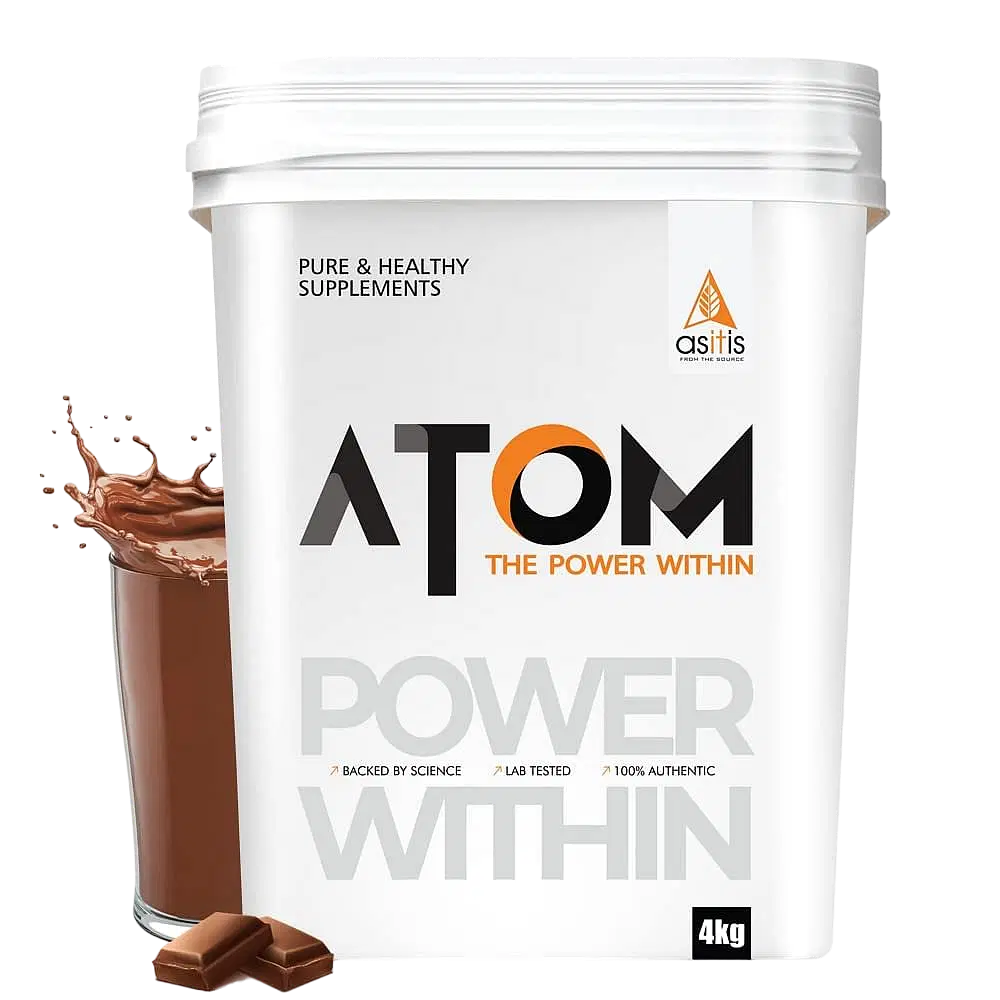 PURE & HEALTHY
SUPPLEMENTS
asitis
FROM THE SOURCE
ATOM
THE POWER WITHIN
POWER
BACKED BY SCIENCE LAB TESTED 100% AUTHENTIC
WITHIN
4kg